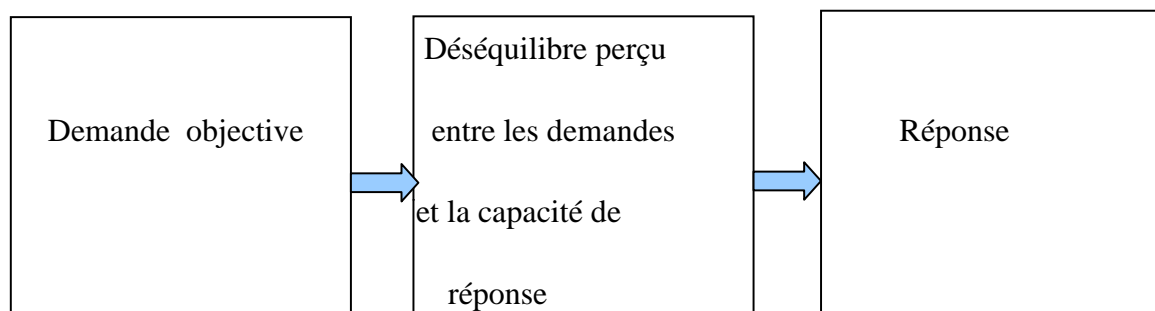 Demande objective
Déséquilibre perçu
entre les demandes
et la capacité de
réponse
Réponse